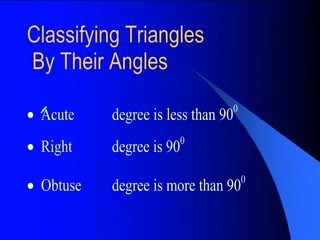 Classifying Triangles
By Their Angles
• Acute degree is less than 90⁰
• Right degree is 90⁰
• Obtuse degree is more than 90⁰